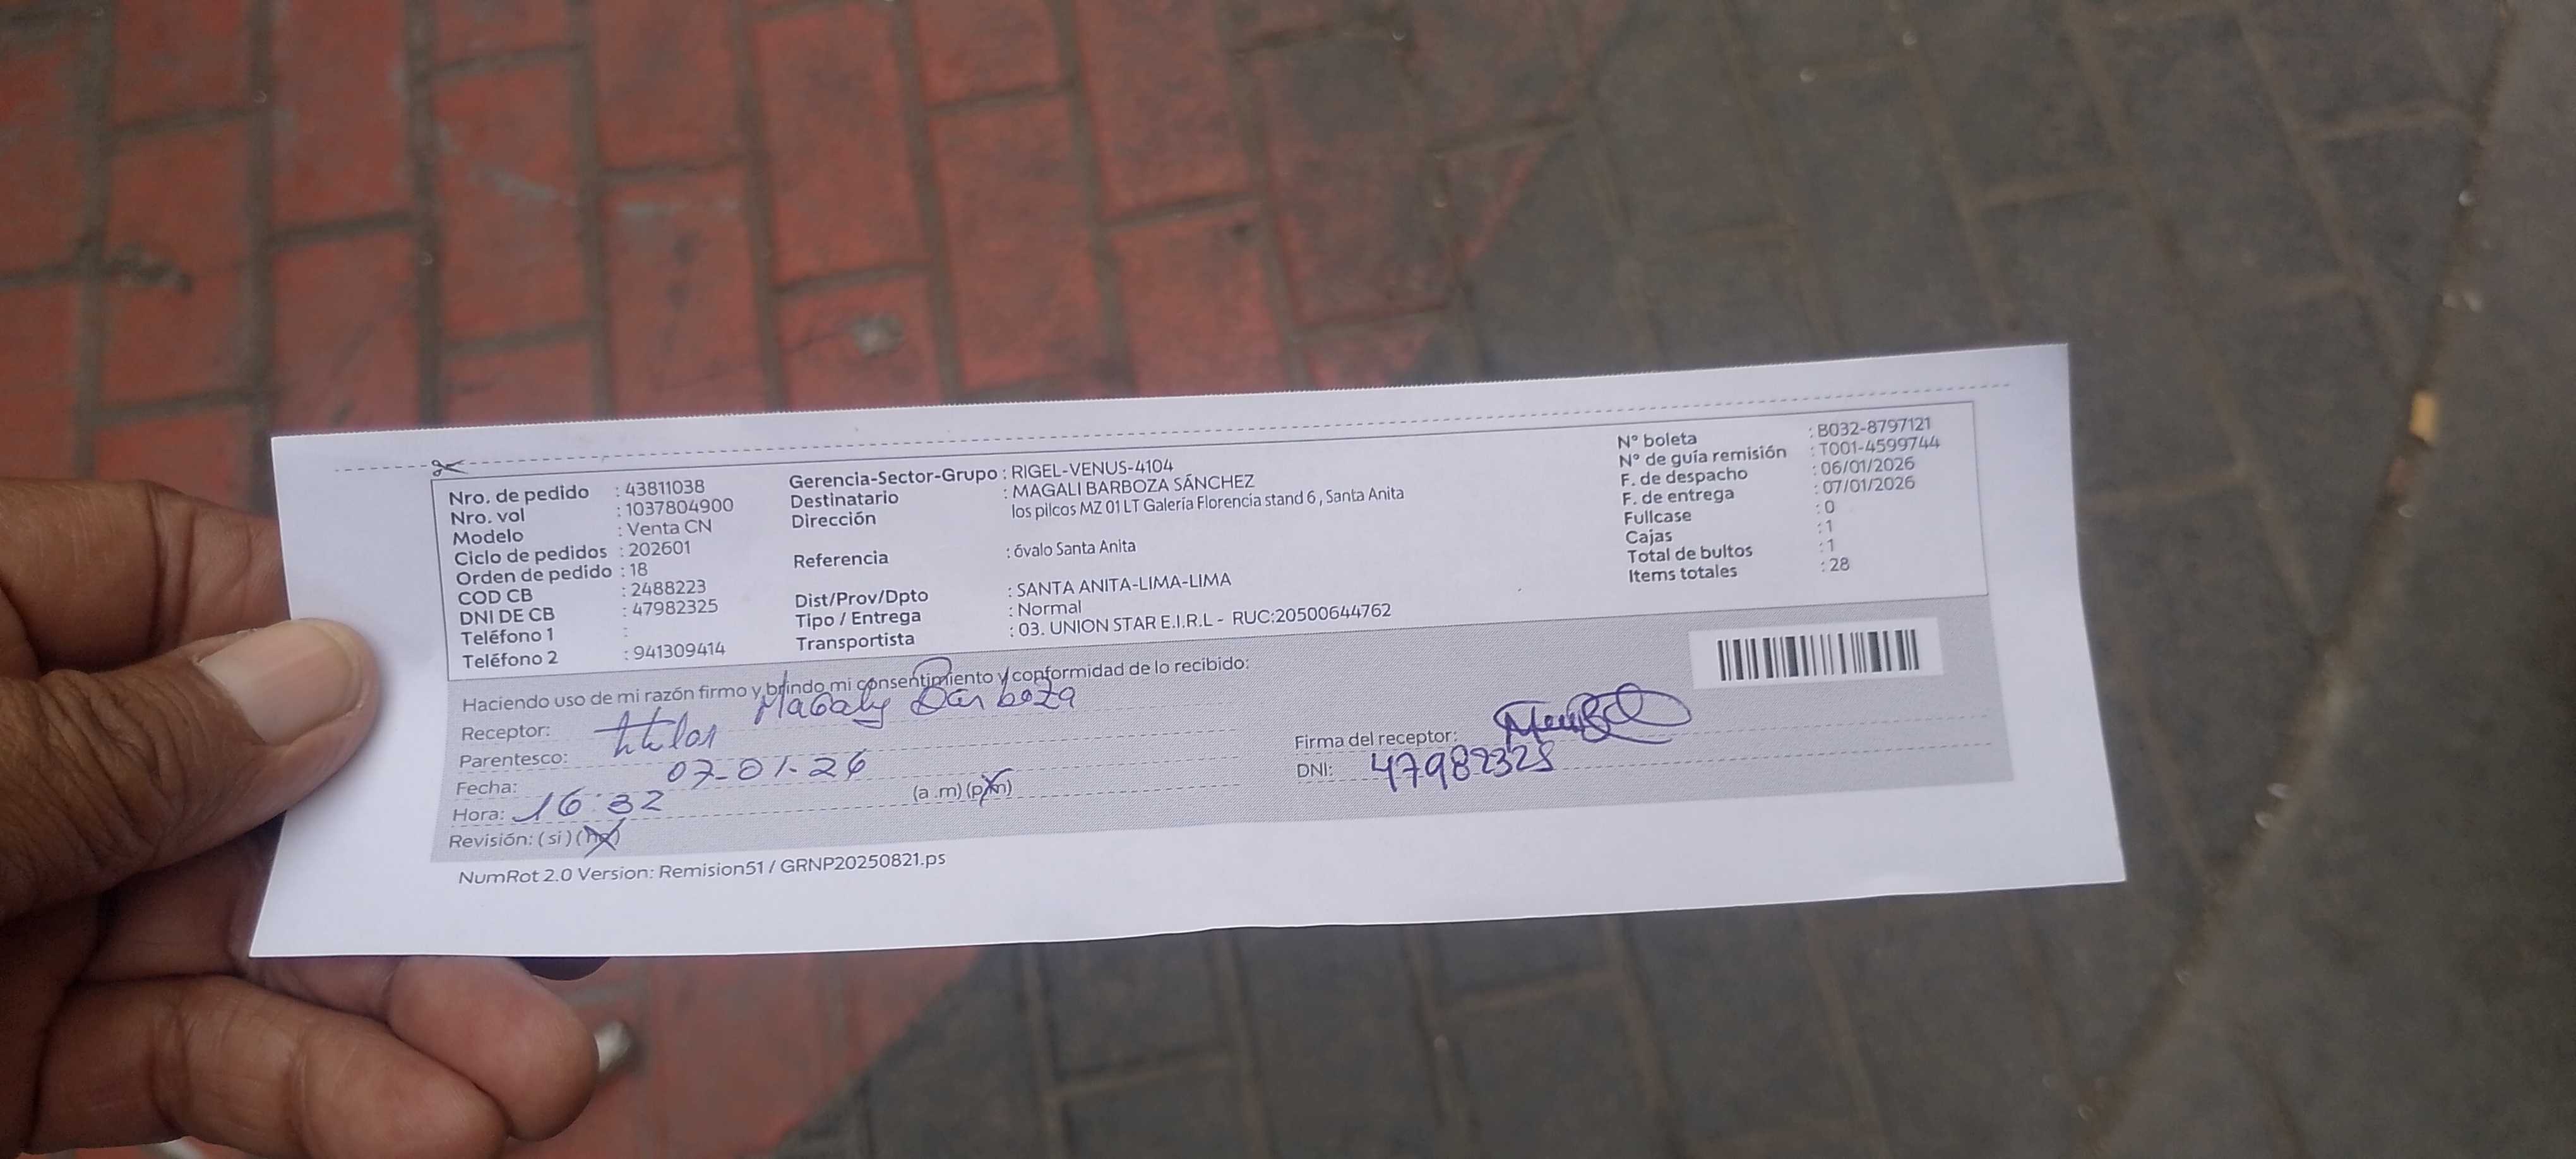 Nro. de pedido : 43811038
Nro. vol : 1037804900
Modelo : Venta CN
Ciclo de pedidos : 202601
Orden de pedido : 18
COD CB : 2488223
DNI DE CB : 47982325
Teléfono 1 :
Teléfono 2 : 941309414
Gerencia-Sector-Grupo : RIGEL-VENUS-4104
Destinatario : MAGALI BARBOZA SÁNCHEZ
Dirección los pilcos MZ 01 LT Galería Florencia stand 6 , Santa Anita
Referencia : óvalo Santa Anita
Dist/Prov/Dpto : SANTA ANITA-LIMA-LIMA
Tipo / Entrega : Normal
Transportista : 03. UNION STAR E.I.R.L - RUC:20500644762
N° boleta : B032-8797121
N° de guía remisión : T001-4599744
F. de despacho : 06/01/2026
F. de entrega : 07/01/2026
Fullcase : 0
Cajas : 1
Total de bultos : 1
Items totales : 28
Haciendo uso de mi razón firmo y brindo mi consentimiento y conformidad de lo recibido:
Receptor: Magaly Barboza
Parentesco: titular
Fecha: 07-01-26
Hora: 16:32 (a .m) (p.m)
Revisión: ( si ) ( no )
Firma del receptor:
DNI: 47982325
NumRot 2.0 Version: Remision51 / GRNP20250821.ps